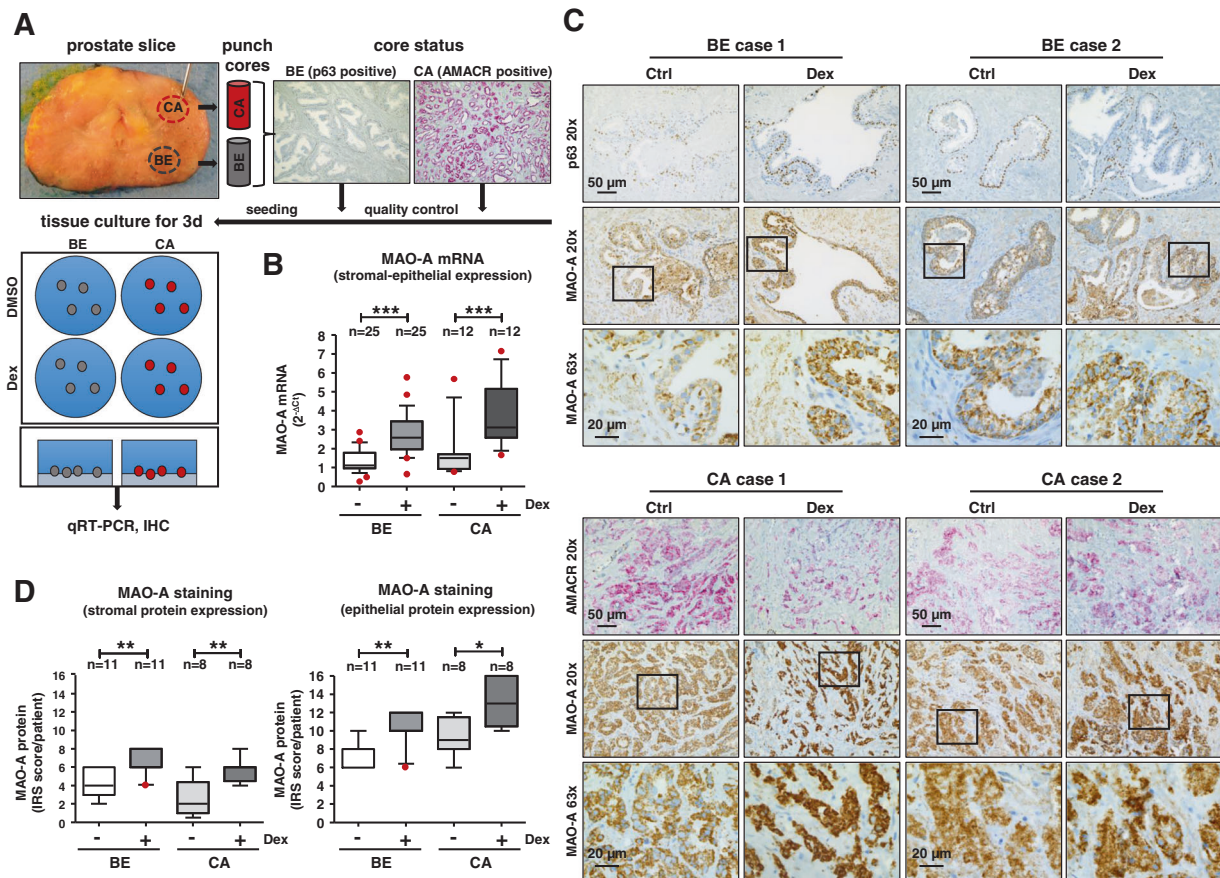 A
prostate slice
punch
cores
core status
BE (p63 positive)
CA (AMACR positive)
CA
BE
CA
BE
seeding
quality control
tissue culture for 3d
BE
CA
DMSO
Dex
qRT-PCR, IHC
B
MAO-A mRNA
(stromal-epithelial expression)
***
***
n=25
n=25
n=12
n=12
MAO-A mRNA
(2-ΔCt)
8
7
6
5
4
3
2
1
0
-
+
-
+
Dex
BE
CA
C
BE case 1
BE case 2
Ctrl
Dex
Ctrl
Dex
p63 20x
50 µm
50 µm
MAO-A 20x
MAO-A 63x
20 µm
20 µm
20 µm
20 µm
CA case 1
CA case 2
Ctrl
Dex
Ctrl
Dex
AMACR 20x
50 µm
50 µm
MAO-A 20x
MAO-A 63x
20 µm
20 µm
D
MAO-A staining
(stromal protein expression)
**
**
n=11
n=11
n=8
n=8
MAO-A protein
(IRS score/patient)
16
14
12
10
8
6
4
2
0
-
+
-
+
Dex
BE
CA
MAO-A staining
(epithelial protein expression)
**
*
n=11
n=11
n=8
n=8
MAO-A protein
(IRS score/patient)
16
14
12
10
8
6
4
2
0
-
+
-
+
Dex
BE
CA